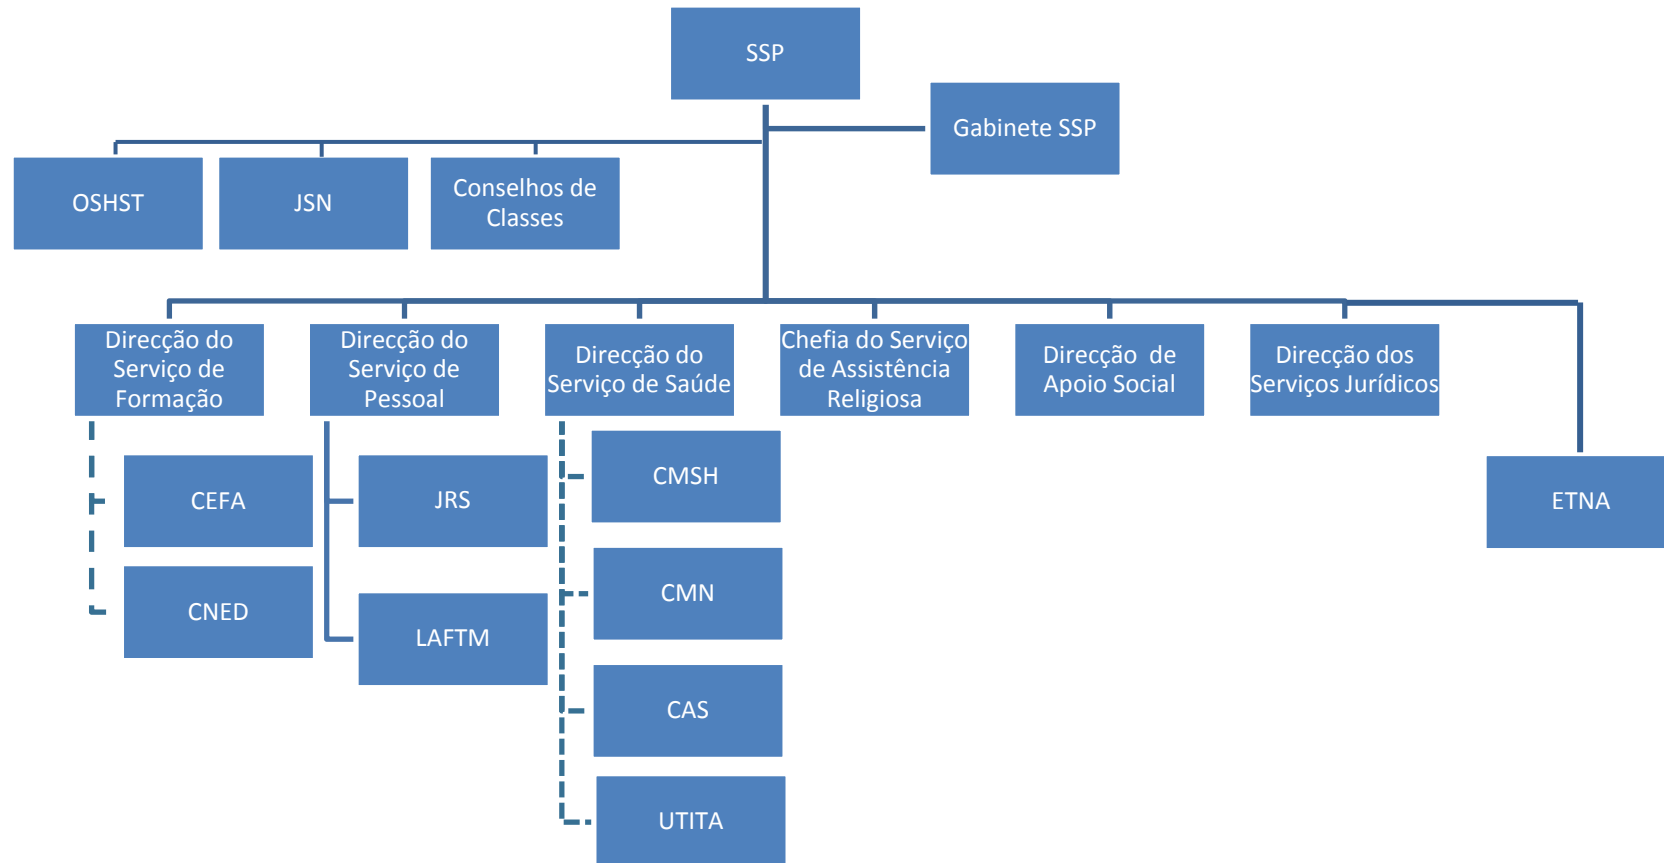 SSP
Gabinete SSP
OSHST
JSN
Conselhos de
Classes
Direcção do
Serviço de
Formação
Direcção do
Serviço de
Pessoal
Direcção do
Serviço de Saúde
Chefia do Serviço
de Assistência
Religiosa
Direcção de
Apoio Social
Direcção dos
Serviços Jurídicos
CEFA
CNED
JRS
LAFTM
CMSH
CMN
CAS
UTITA
ETNA